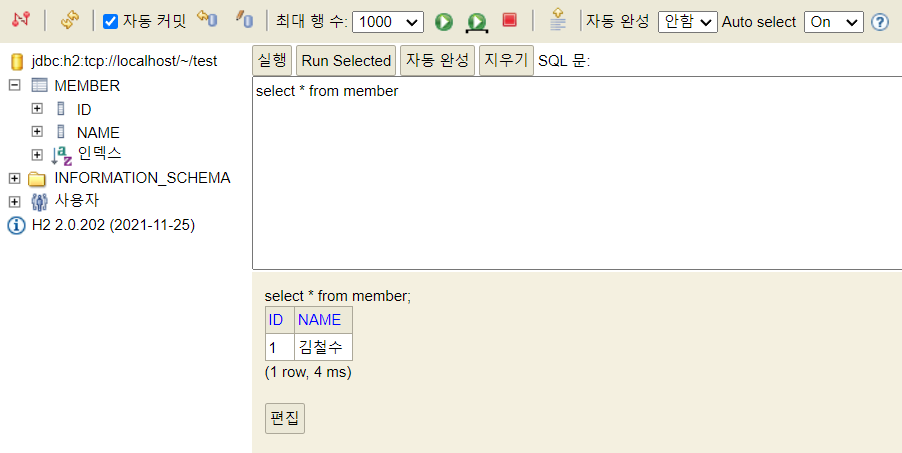 자동 커밋 최대 행 수: 1000 자동 완성 안함 Auto select On
jdbc:h2:tcp://localhost/~/test
MEMBER
ID
NAME
인덱스
INFORMATION_SCHEMA
사용자
H2 2.0.202 (2021-11-25)
실행 Run Selected 자동 완성 지우기 SQL 문:
select * from member
select * from member;
ID NAME
1 김철수
(1 row, 4 ms)
편집